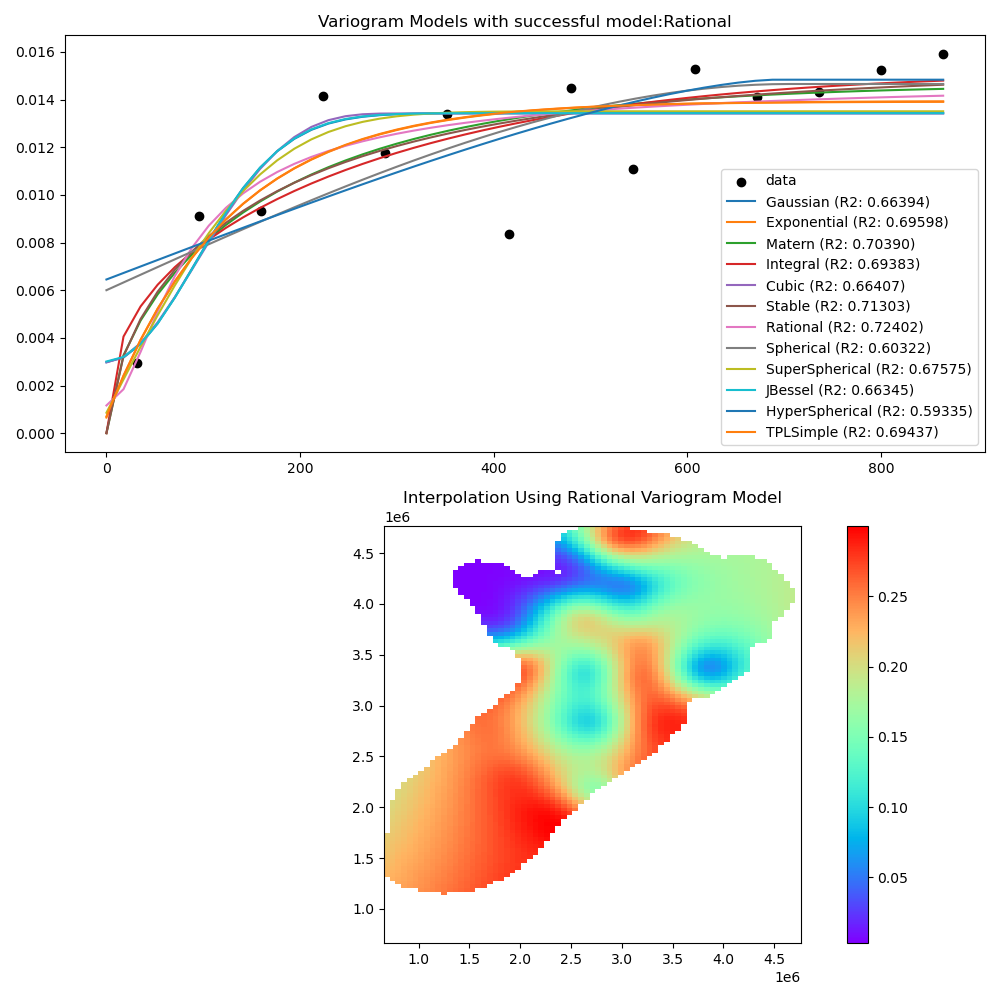 Variogram Models with successful model:Rational
0.016
0.014
0.012
0.010
0.008
0.006
0.004
0.002
0.000
data
Gaussian (R2: 0.66394)
Exponential (R2: 0.69598)
Matern (R2: 0.70390)
Integral (R2: 0.69383)
Cubic (R2: 0.66407)
Stable (R2: 0.71303)
Rational (R2: 0.72402)
Spherical (R2: 0.60322)
SuperSpherical (R2: 0.67575)
JBessel (R2: 0.66345)
HyperSpherical (R2: 0.59335)
TPLSimple (R2: 0.69437)
0 200 400 600 800
Interpolation Using Rational Variogram Model
1e6
4.5
4.0
3.5
3.0
2.5
2.0
1.5
1.0
1.0 1.5 2.0 2.5 3.0 3.5 4.0 4.5
1e6
0.25
0.20
0.15
0.10
0.05